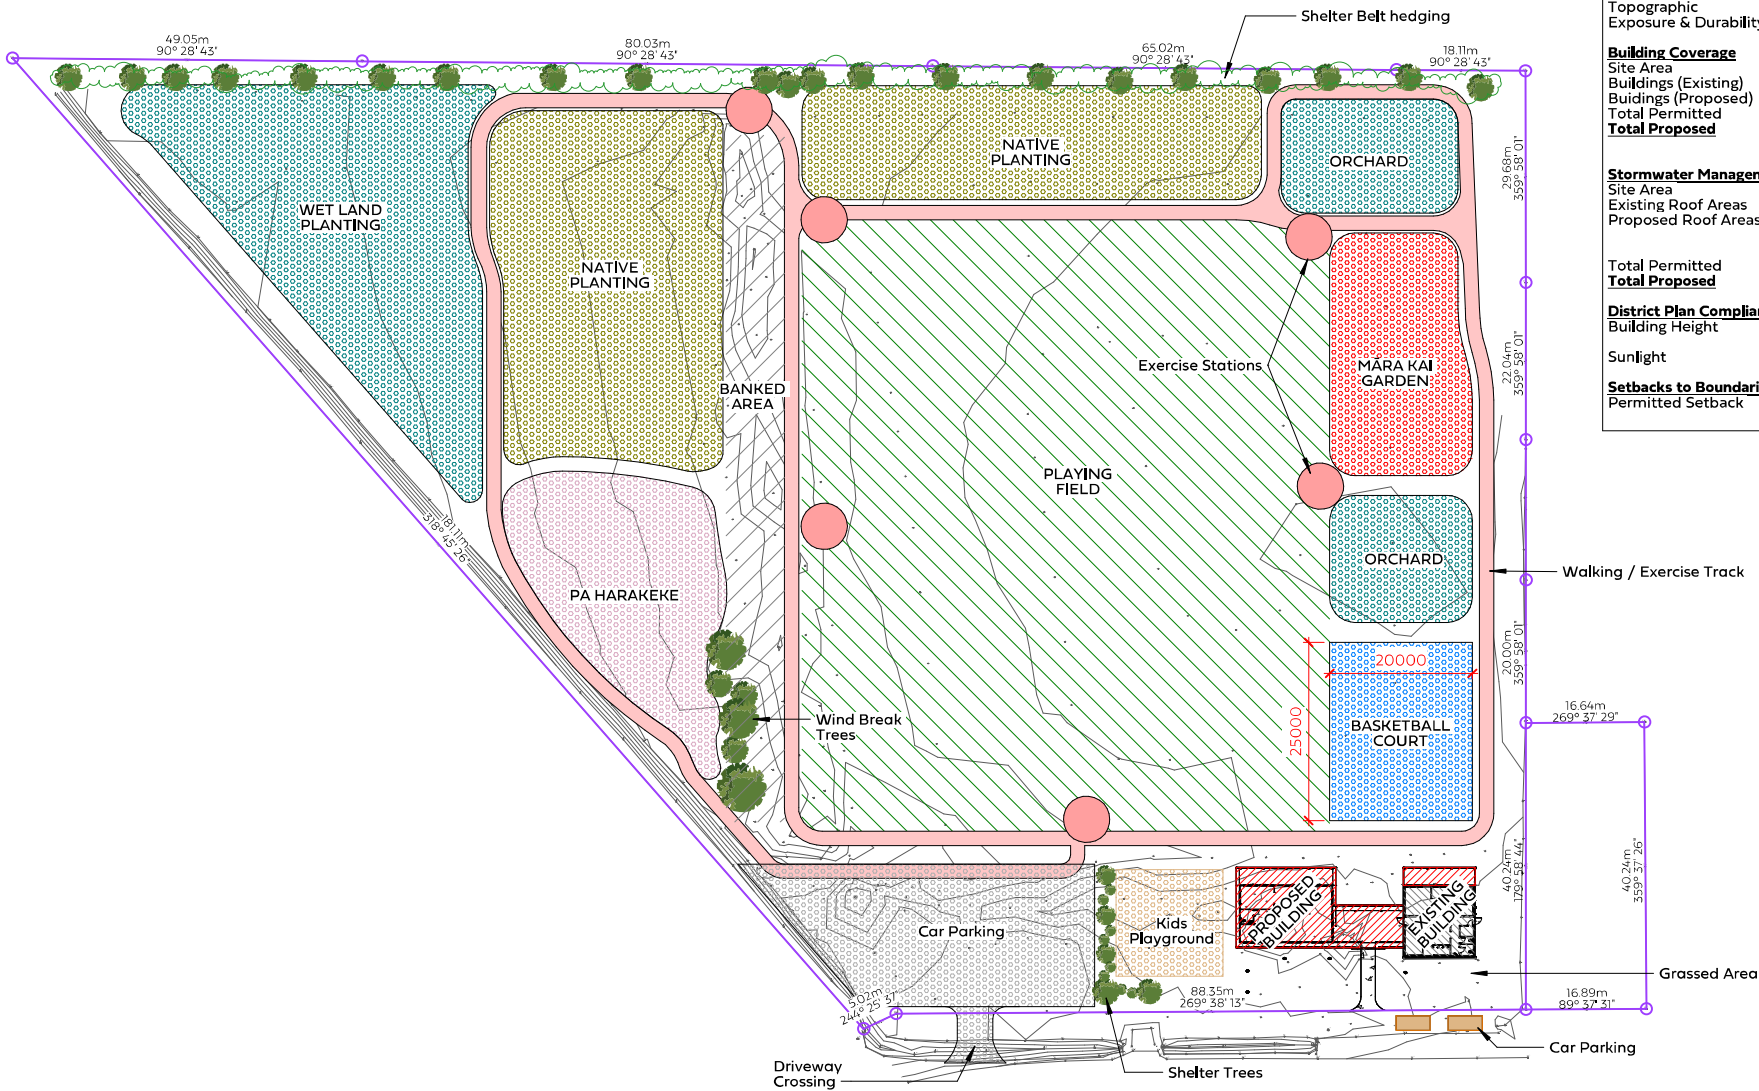 Shelter Belt hedging
49.05m
90° 28' 43"
80.03m
90° 28' 43"
65.02m
90° 28' 43"
18.11m
90° 28' 43"
Topographic
Exposure & Durability
Building Coverage
Site Area
Buildings (Existing)
Buidings (Proposed)
Total Permitted
Total Proposed
Stormwater Managem
Site Area
Existing Roof Areas
Proposed Roof Areas
Total Permitted
Total Proposed
District Plan Complian
Building Height
Sunlight
Setbacks to Boundari
Permitted Setback
NATIVE
PLANTING
ORCHARD
29.68m
359° 58' 01"
WET LAND
PLANTING
NATIVE
PLANTING
Exercise Stations
MĀRA KAI
GARDEN
22.04m
359° 58' 01"
BANKED
AREA
PLAYING
FIELD
181.11m
318° 45' 26"
ORCHARD
Walking / Exercise Track
PA HARAKEKE
20.00m
359° 58' 01"
20000
25000
BASKETBALL
COURT
Wind Break
Trees
16.64m
269° 37' 29"
40.24m
179° 58' 44"
40.24m
359° 37' 26"
PROPOSED
BUILDING
EXISTING
BUILDING
Car Parking
Kids
Playground
Grassed Area
5.02m
244° 25' 37"
88.35m
269° 38' 13"
16.89m
89° 37' 31"
Car Parking
Driveway
Crossing
Shelter Trees